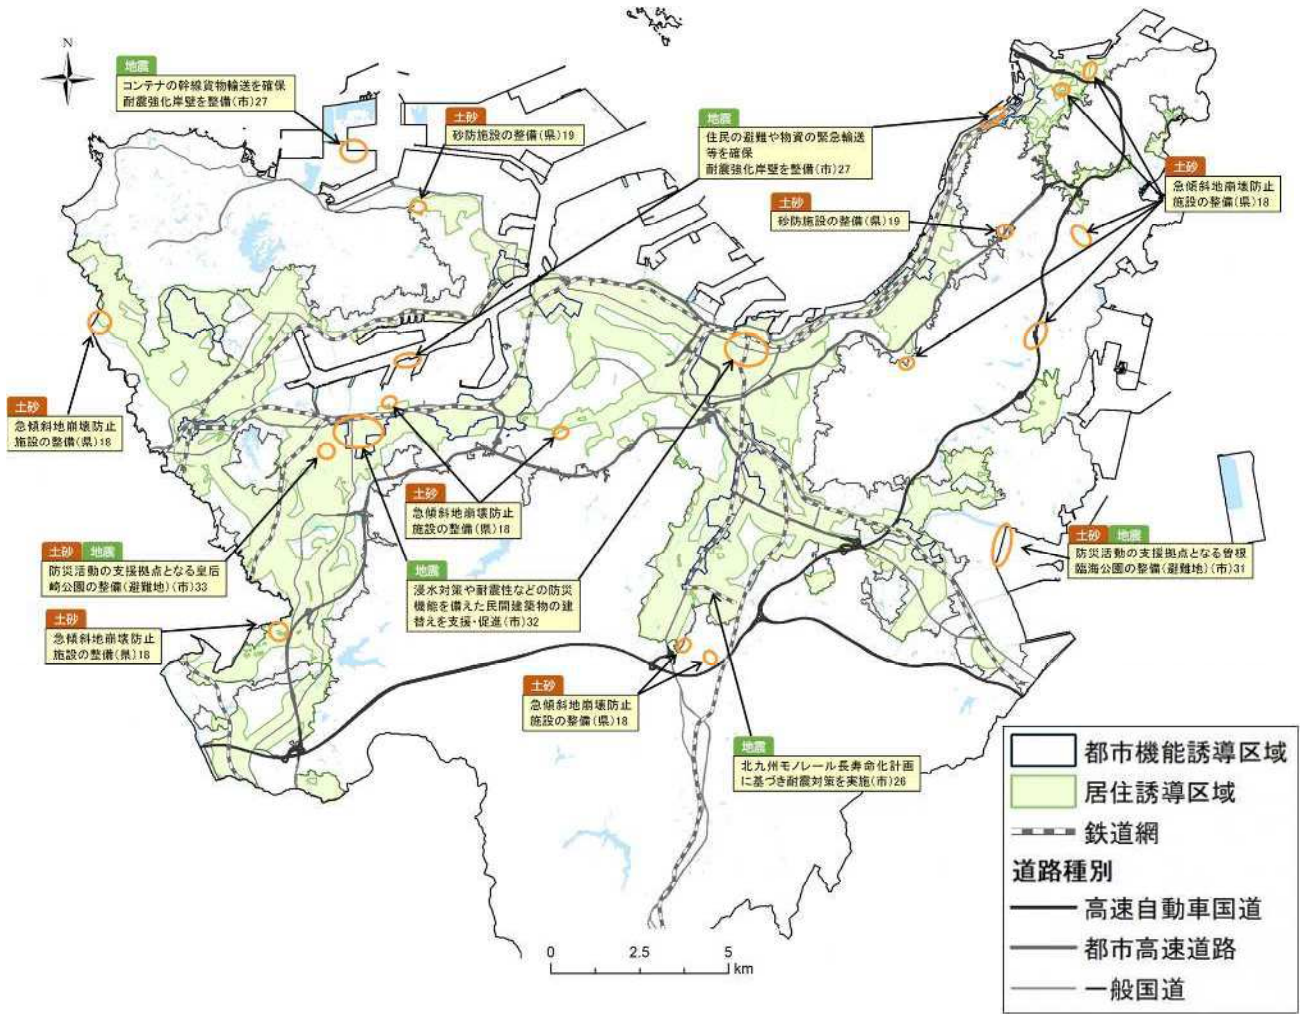 N
地震
コンテナの幹線貨物輸送を確保
耐震強化岸壁を整備(市)27
土砂
砂防施設の整備(県)19
地震
住民の避難や物資の緊急輸送
等を確保
耐震強化岸壁を整備(市)27
土砂
急傾斜地崩壊防止
施設の整備(県)18
土砂
砂防施設の整備(県)19
土砂
急傾斜地崩壊防止
施設の整備(県)18
土砂
急傾斜地崩壊防止
施設の整備(県)18
土砂 地震
防災活動の支援拠点となる皇后
崎公園の整備(避難地)(市)33
地震
浸水対策や耐震性などの防災
機能を備えた民間建築物の建
替えを支援・促進(市)32
土砂 地震
防災活動の支援拠点となる曽根
臨海公園の整備(避難地)(市)31
土砂
急傾斜地崩壊防止
施設の整備(県)18
土砂
急傾斜地崩壊防止
施設の整備(県)18
地震
北九州モノレール長寿命化計画
に基づき耐震対策を実施(市)26
都市機能誘導区域
居住誘導区域
鉄道網
道路種別
高速自動車国道
都市高速道路
一般国道
0 2.5 5
km